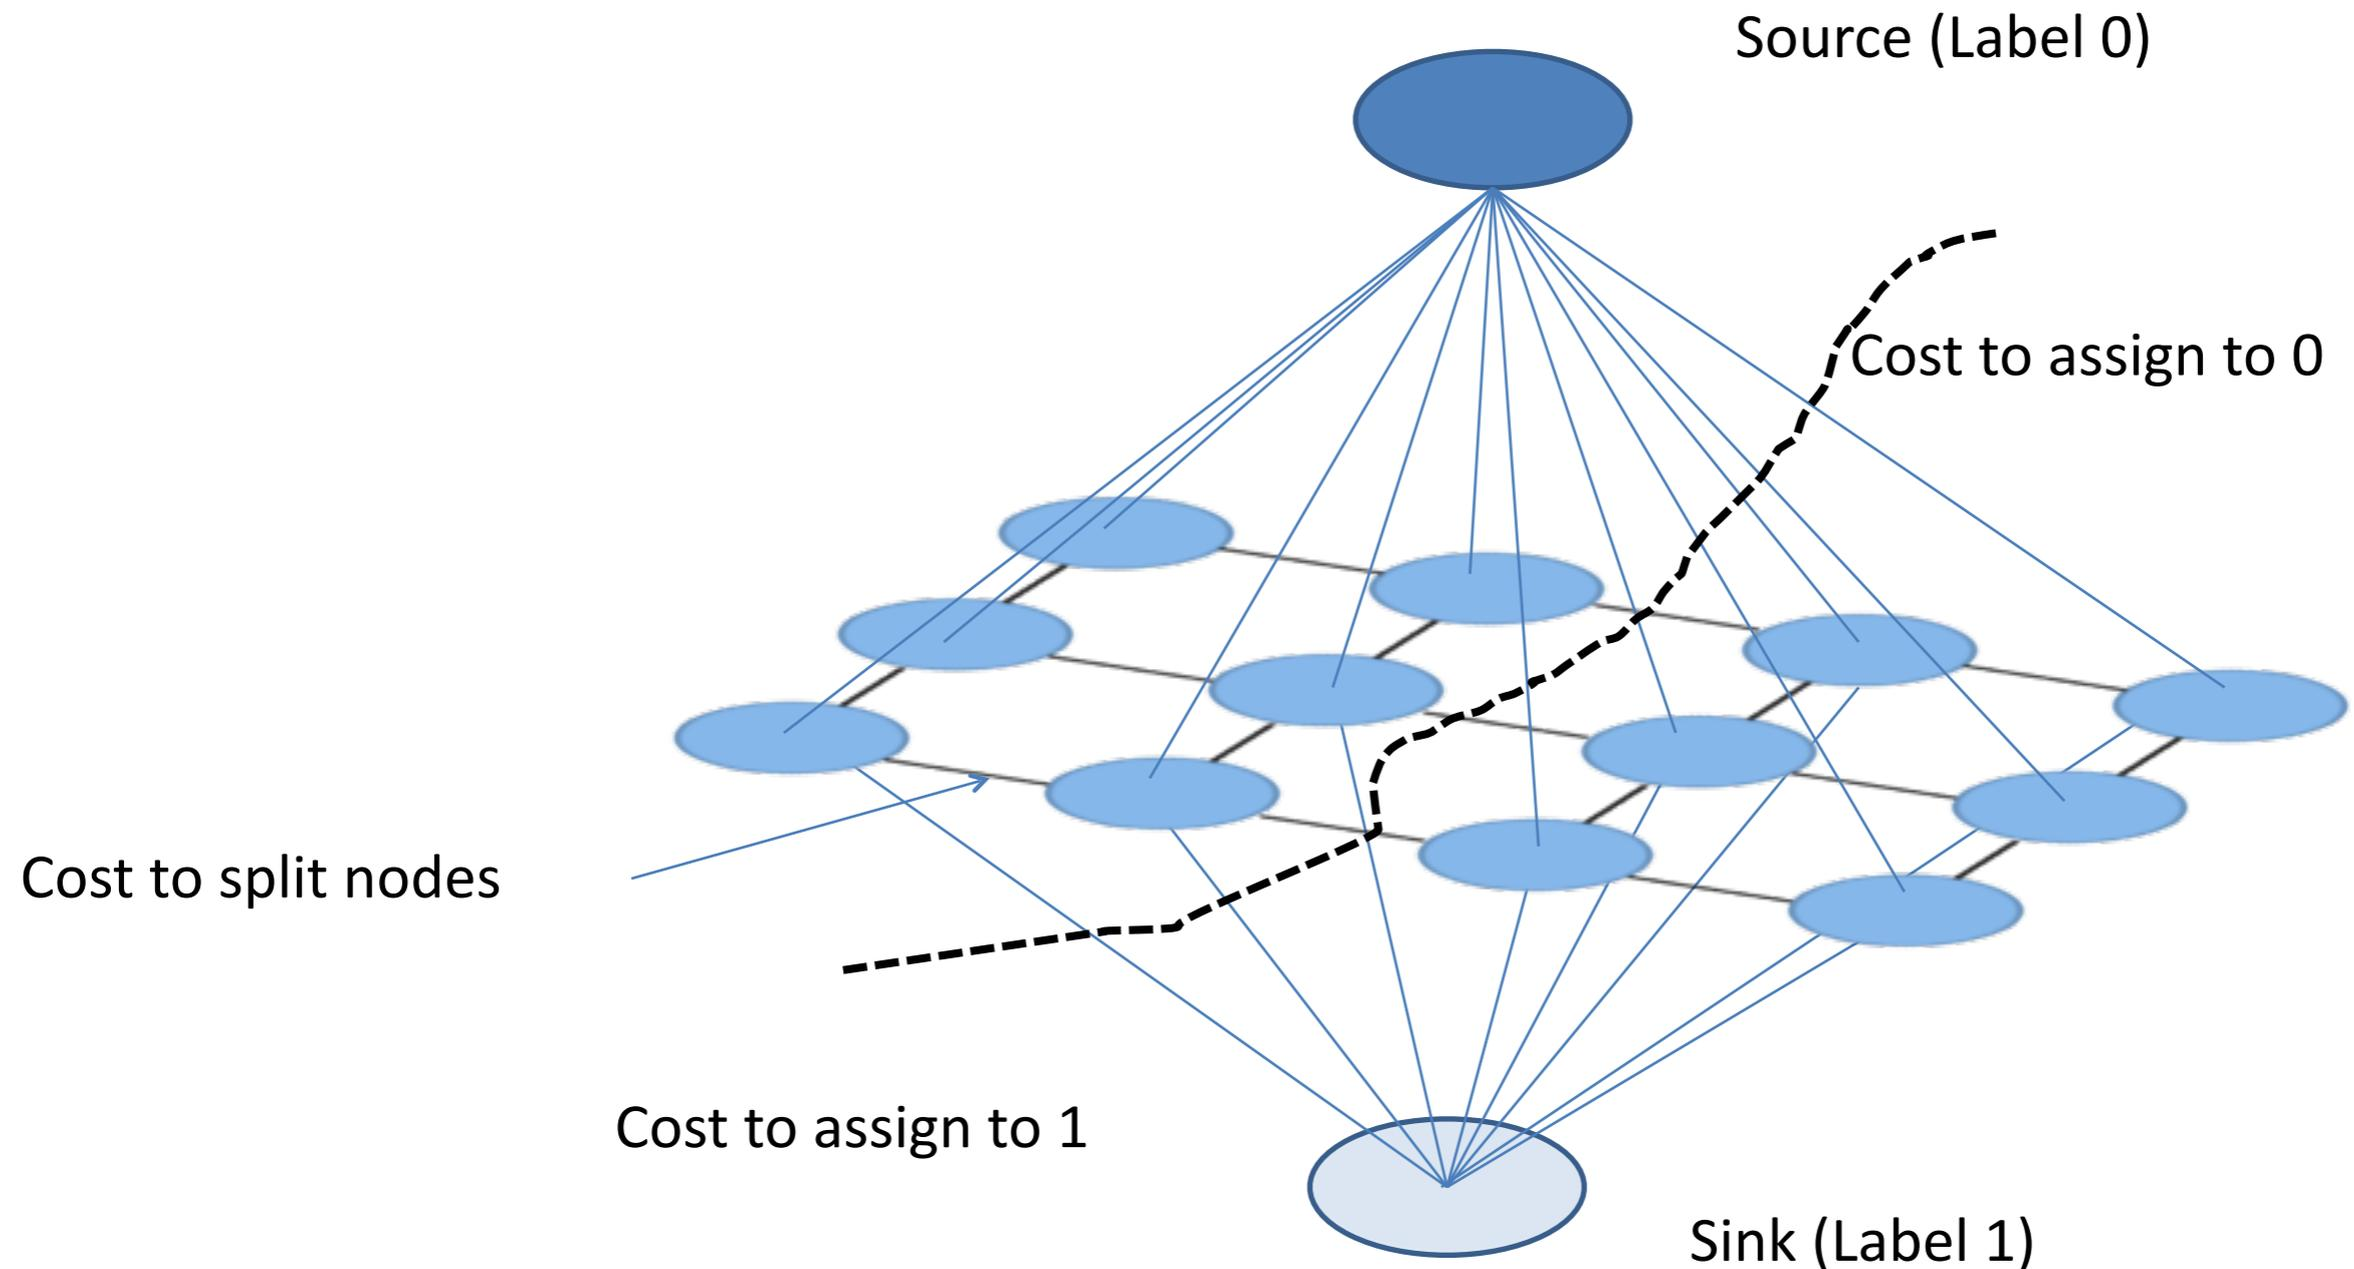 Source (Label 0)
Cost to assign to 0
Cost to split nodes
Cost to assign to 1
Sink (Label 1)